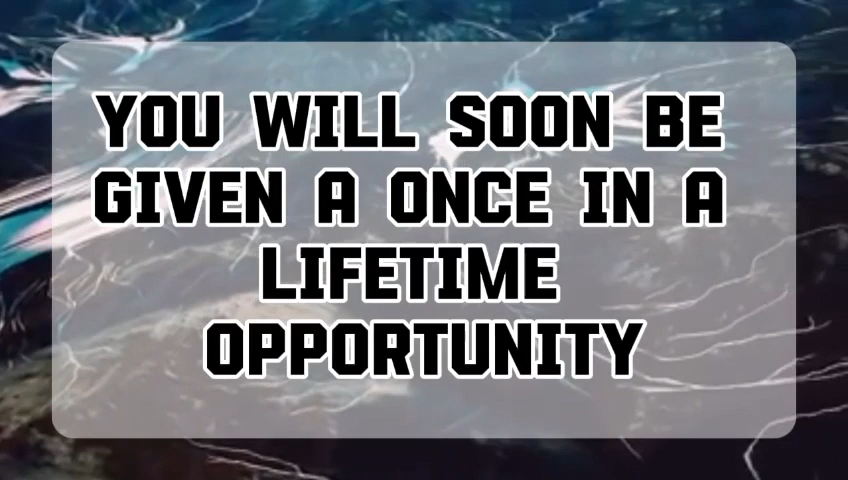 YOU WILL SOON BE
GIVEN A ONCE IN A
LIFETIME
OPPORTUNITY